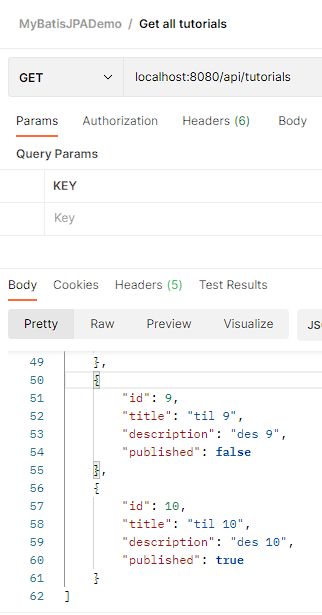 MyBatisJPADemo / Get all tutorials
GET localhost:8080/api/tutorials
Params Authorization Headers (6) Body
Query Params
KEY
Key
Body Cookies Headers (5) Test Results
Pretty Raw Preview Visualize JS
49 },
50 {
51 "id": 9,
52 "title": "til 9",
53 "description": "des 9",
54 "published": false
55 },
56 {
57 "id": 10,
58 "title": "til 10",
59 "description": "des 10",
60 "published": true
61 }
62 ]